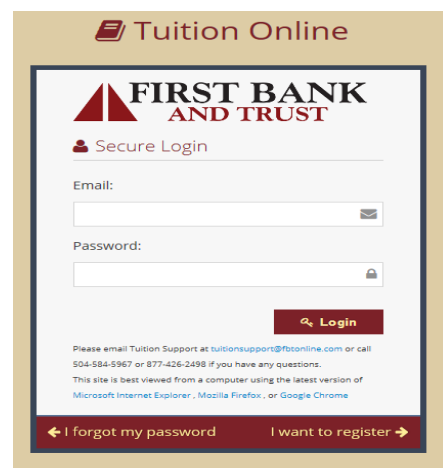 Tuition Online
FIRST BANK
AND TRUST
Secure Login
Email:
Password:
Login
Please email Tuition Support at tuitionsupport@fbtonline.com or call
504-584-5967 or 877-426-2498 if you have any questions.
This site is best viewed from a computer using the latest version of
Microsoft Internet Explorer , Mozilla Firefox , or Google Chrome
I forgot my password
I want to register